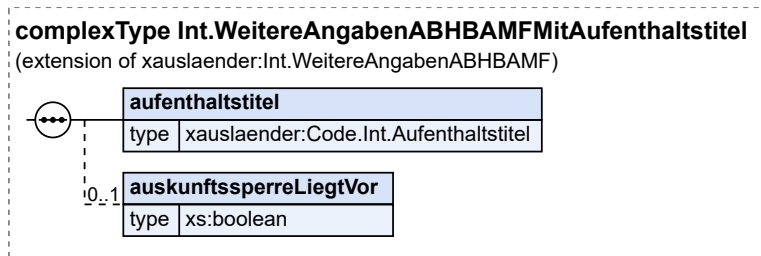 complexType Int.WeitereAngabenABHBAMFMitAufenthaltstitel
(extension of xauslaender:Int.WeitereAngabenABHBAMF)
aufenthaltstitel
type xauslaender:Code.Int.Aufenthaltstitel
0..1 auskunftssperreLiegtVor
type xs:boolean